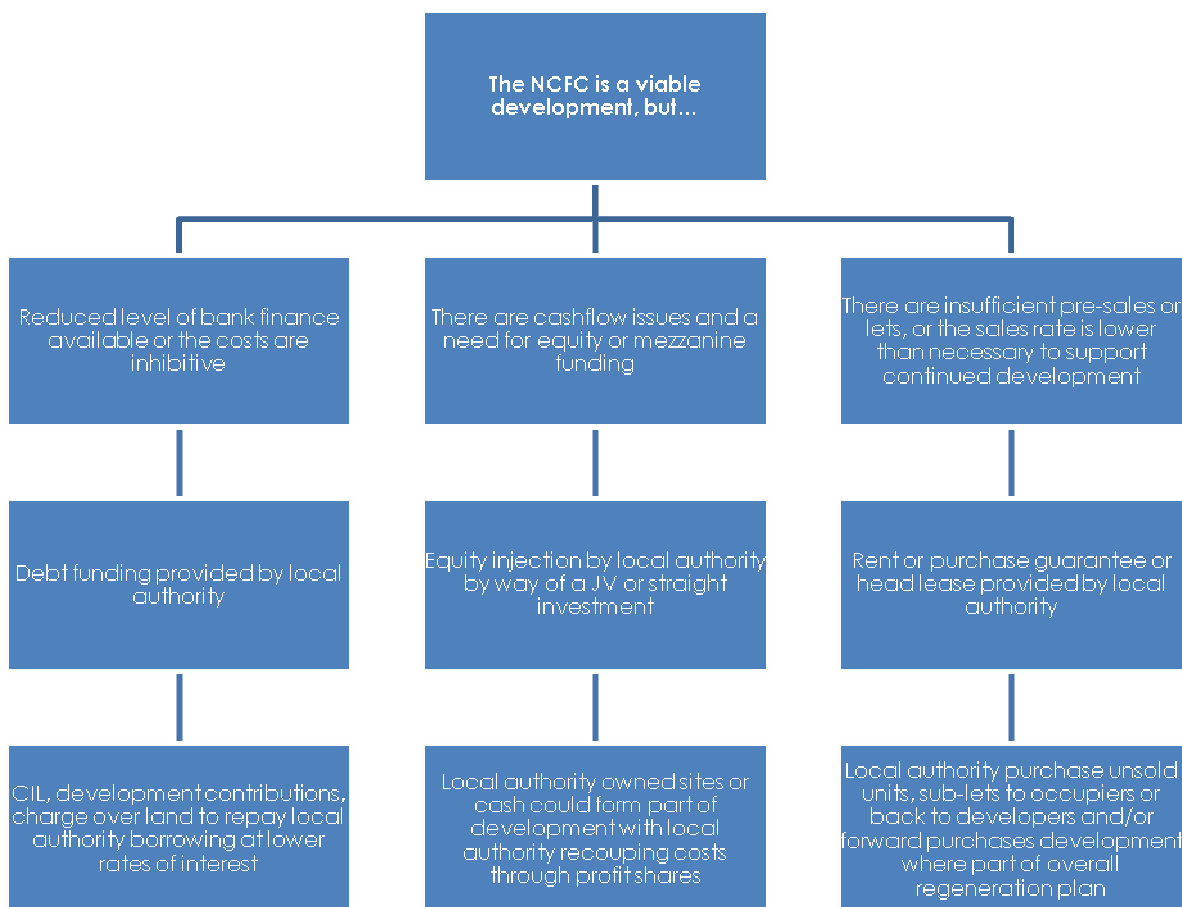 The NCFC is a viable
development, but...
Reduced level of bank finance
available or the costs are
inhibitive
There are cashflow issues and a
need for equity or mezzanine
funding
There are insufficient pre-sales or
lets, or the sales rate is lower
than necessary to support
continued development
Debt funding provided by local
authority
Equity injection by local authority
by way of a JV or straight
investment
Rent or purchase guarantee or
head lease provided by local
authority
CIL, development contributions,
charge over land to repay local
authority borrowing at lower
rates of interest
Local authority owned sites or
cash could form part of
development with local
authority recouping costs
through profit shares
Local authority purchase unsold
units, sub-lets to occupiers or
back to developers and/or
forward purchases development
where part of overall
regeneration plan